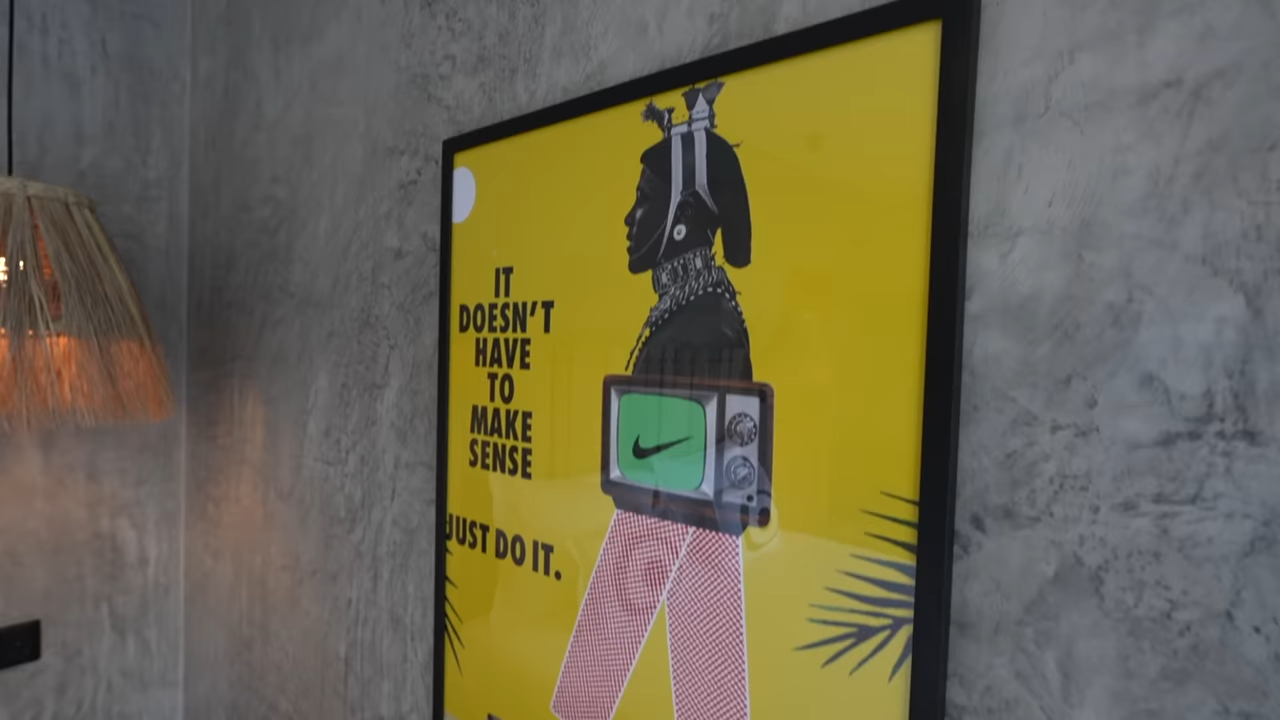 IT
DOESN'T
HAVE
TO
MAKE
SENSE
JUST DO IT.